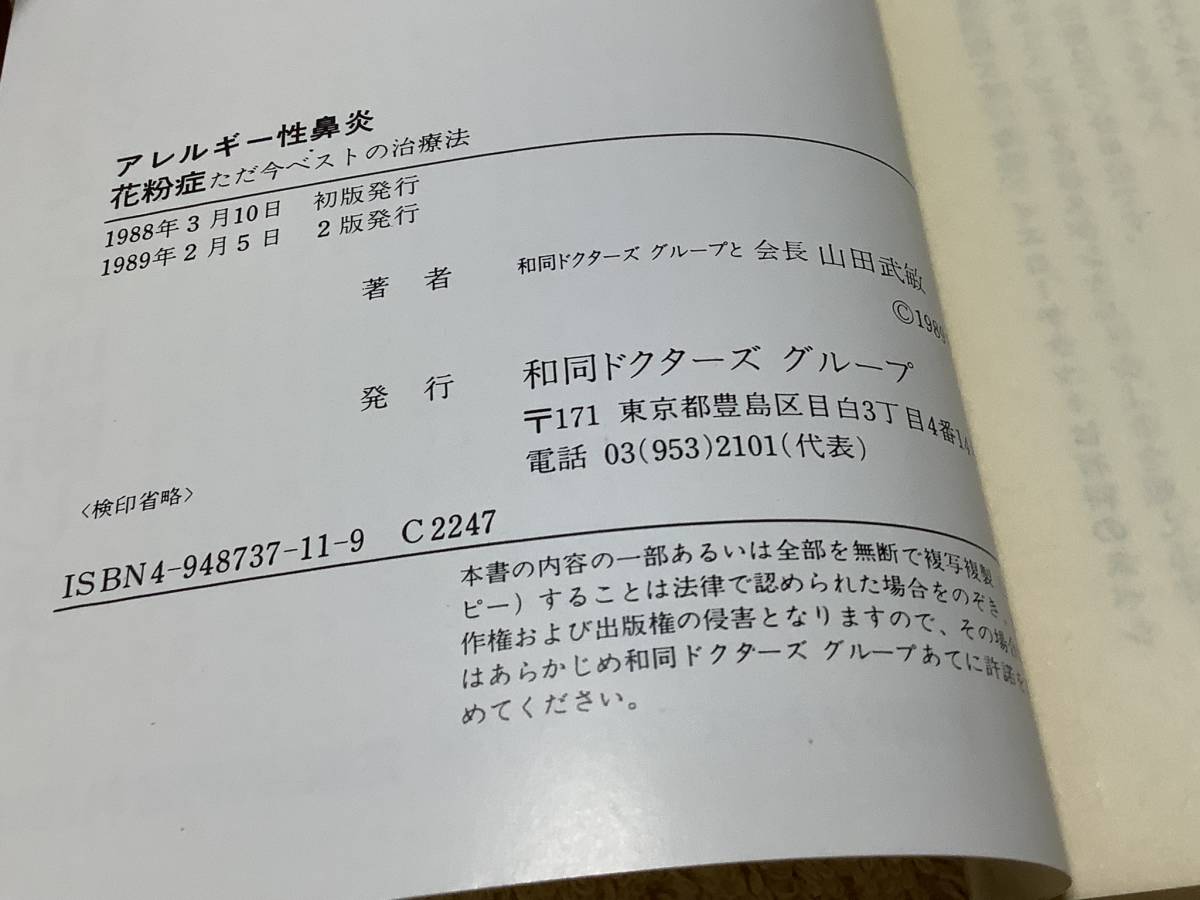 アレルギー性鼻炎
花粉症ただ今ベストの治療法
1988年3月10日 初版発行
1989年2月5日 2版発行
著者 和同ドクターズ グループと 会長 山田武敏
©1989
発行 和同ドクターズ グループ
〒171 東京都豊島区目白3丁目4番14
電話 03(953)2101(代表)
〈検印省略〉
ISBN4-948737-11-9 C2247
本書の内容の一部あるいは全部を無断で複写複製
ピー)することは法律で認められた場合をのぞき、
作権および出版権の侵害となりますので、その場合
はあらかじめ和同ドクターズ グループあてに許諾を
めてください。